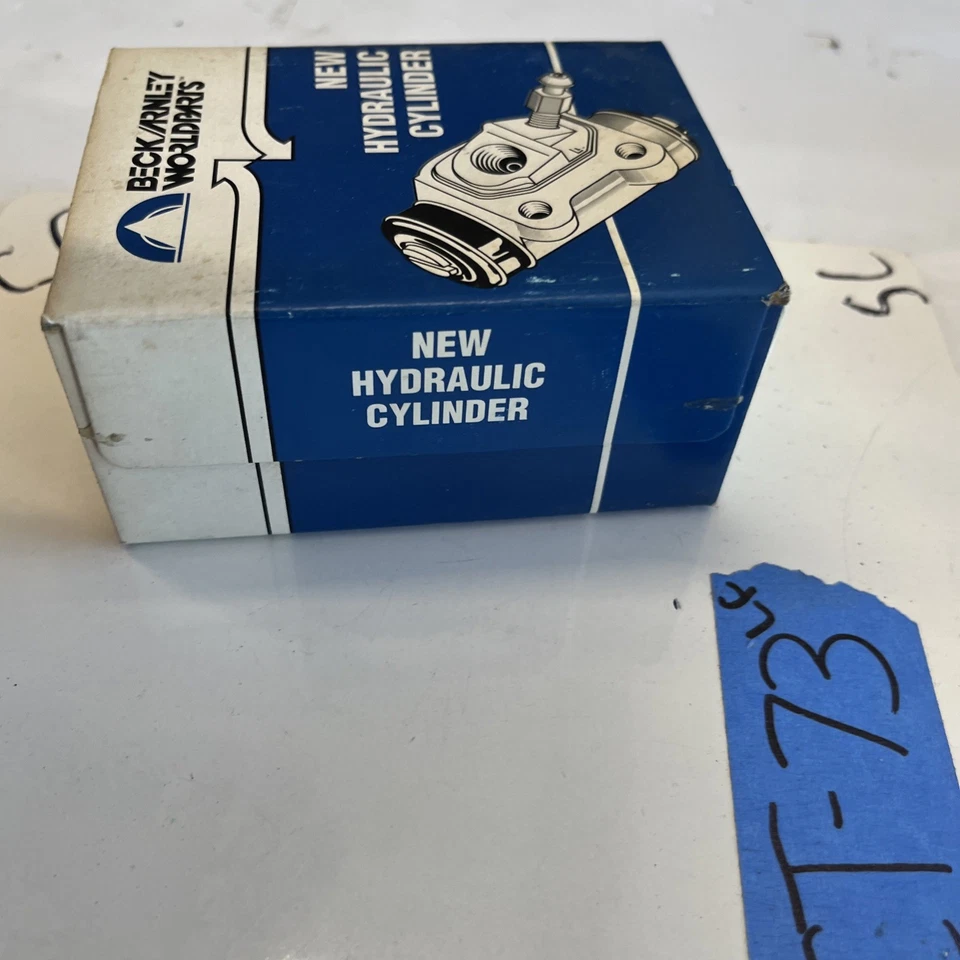 BECK/ARNLEY
WORLDPARTS
NEW
HYDRAULIC
CYLINDER
NEW
HYDRAULIC
CYLINDER
T-73